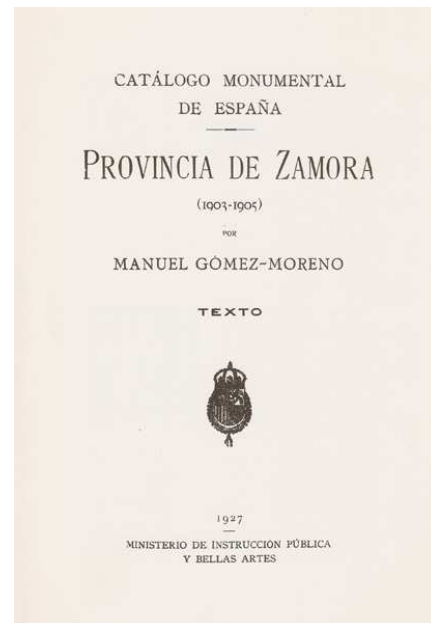 CATÁLOGO MONUMENTAL
DE ESPAÑA
PROVINCIA DE ZAMORA
(1903-1905)
POR
MANUEL GÓMEZ-MORENO
TEXTO
1927
MINISTERIO DE INSTRUCCIÓN PÚBLICA
Y BELLAS ARTES